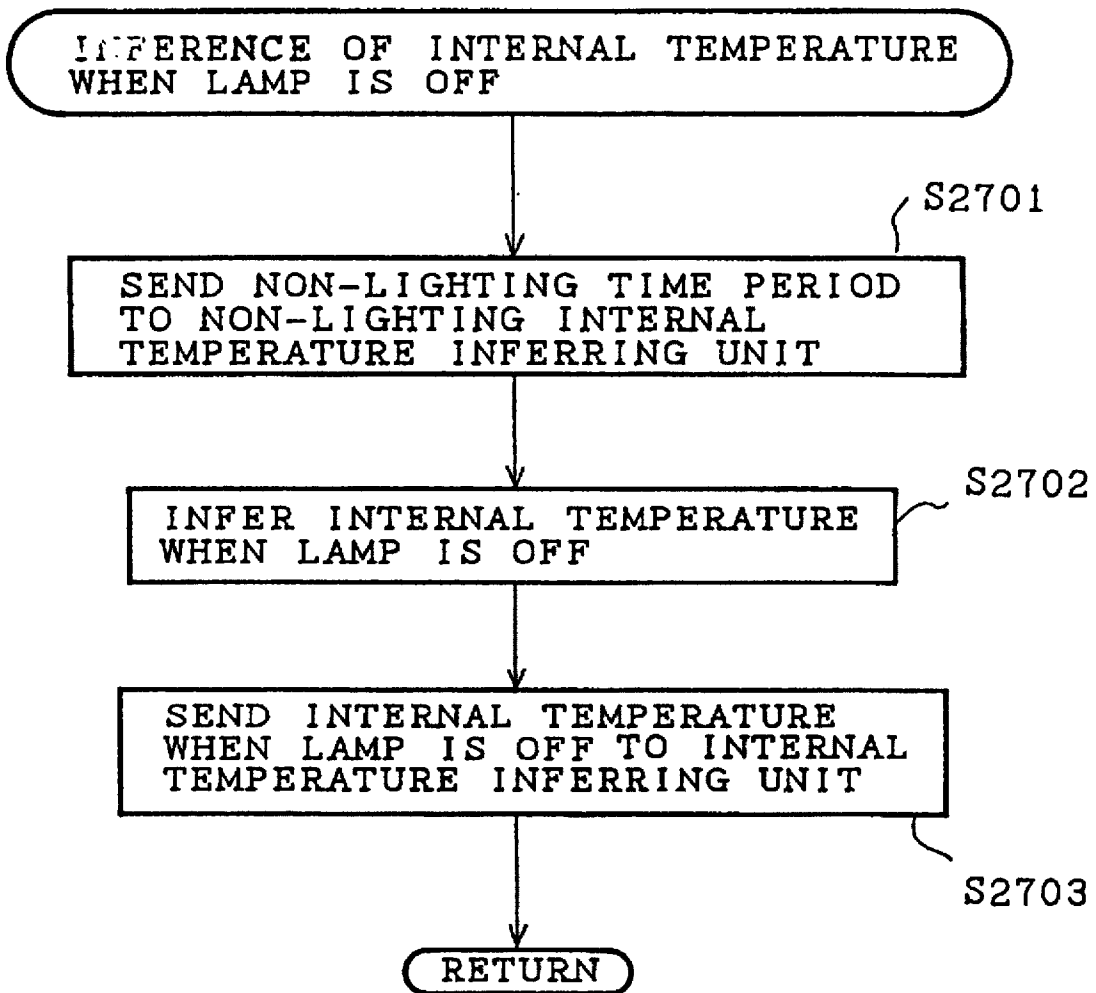 INFERENCE OF INTERNAL TEMPERATURE
WHEN LAMP IS OFF
S2701
SEND NON-LIGHTING TIME PERIOD
TO NON-LIGHTING INTERNAL
TEMPERATURE INFERRING UNIT
S2702
INFER INTERNAL TEMPERATURE
WHEN LAMP IS OFF
SEND INTERNAL TEMPERATURE
WHEN LAMP IS OFF TO INTERNAL
TEMPERATURE INFERRING UNIT
S2703
RETURN